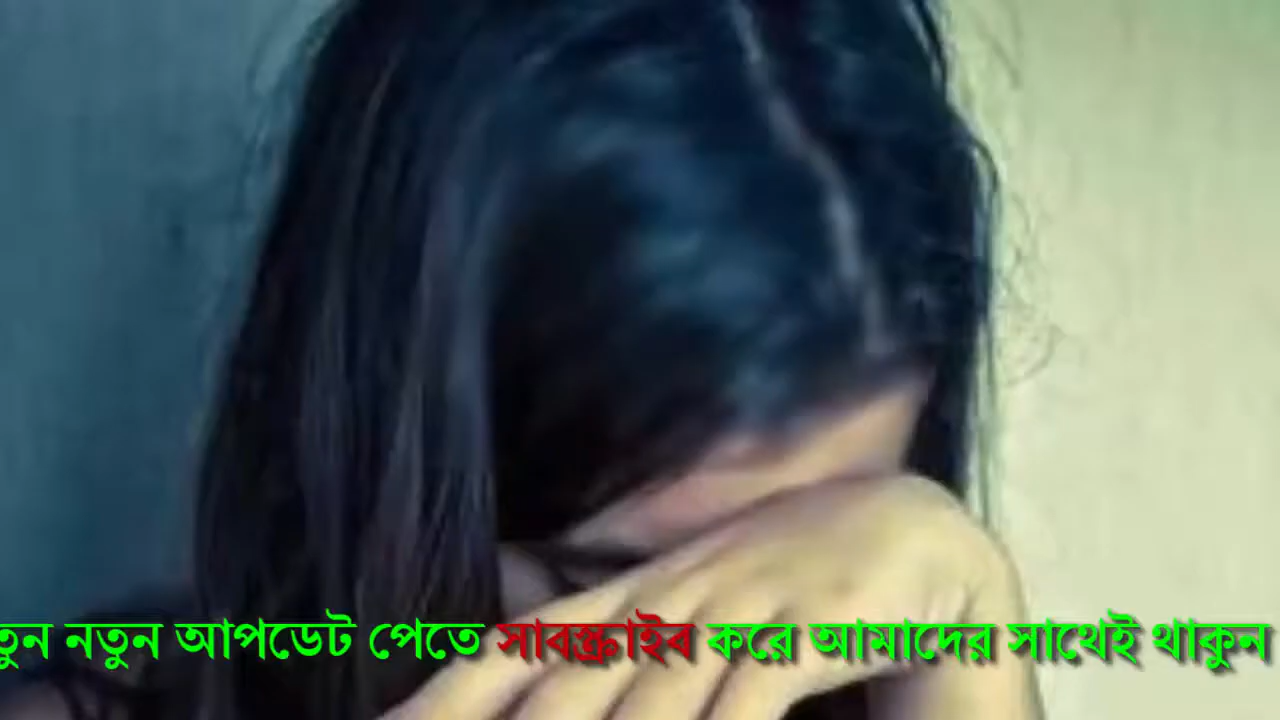 নতুন আপডেট পেতে সাবস্ক্রাইব করে আমাদের সাথেই থাকুন